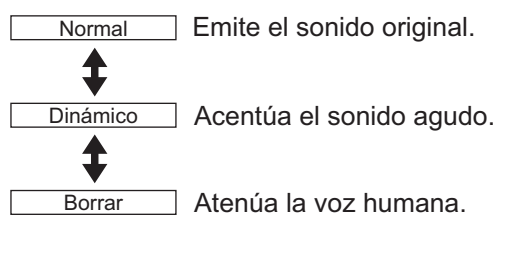 Normal Emite el sonido original.
Dinámico Acentúa el sonido agudo.
Borrar Atenúa la voz humana.